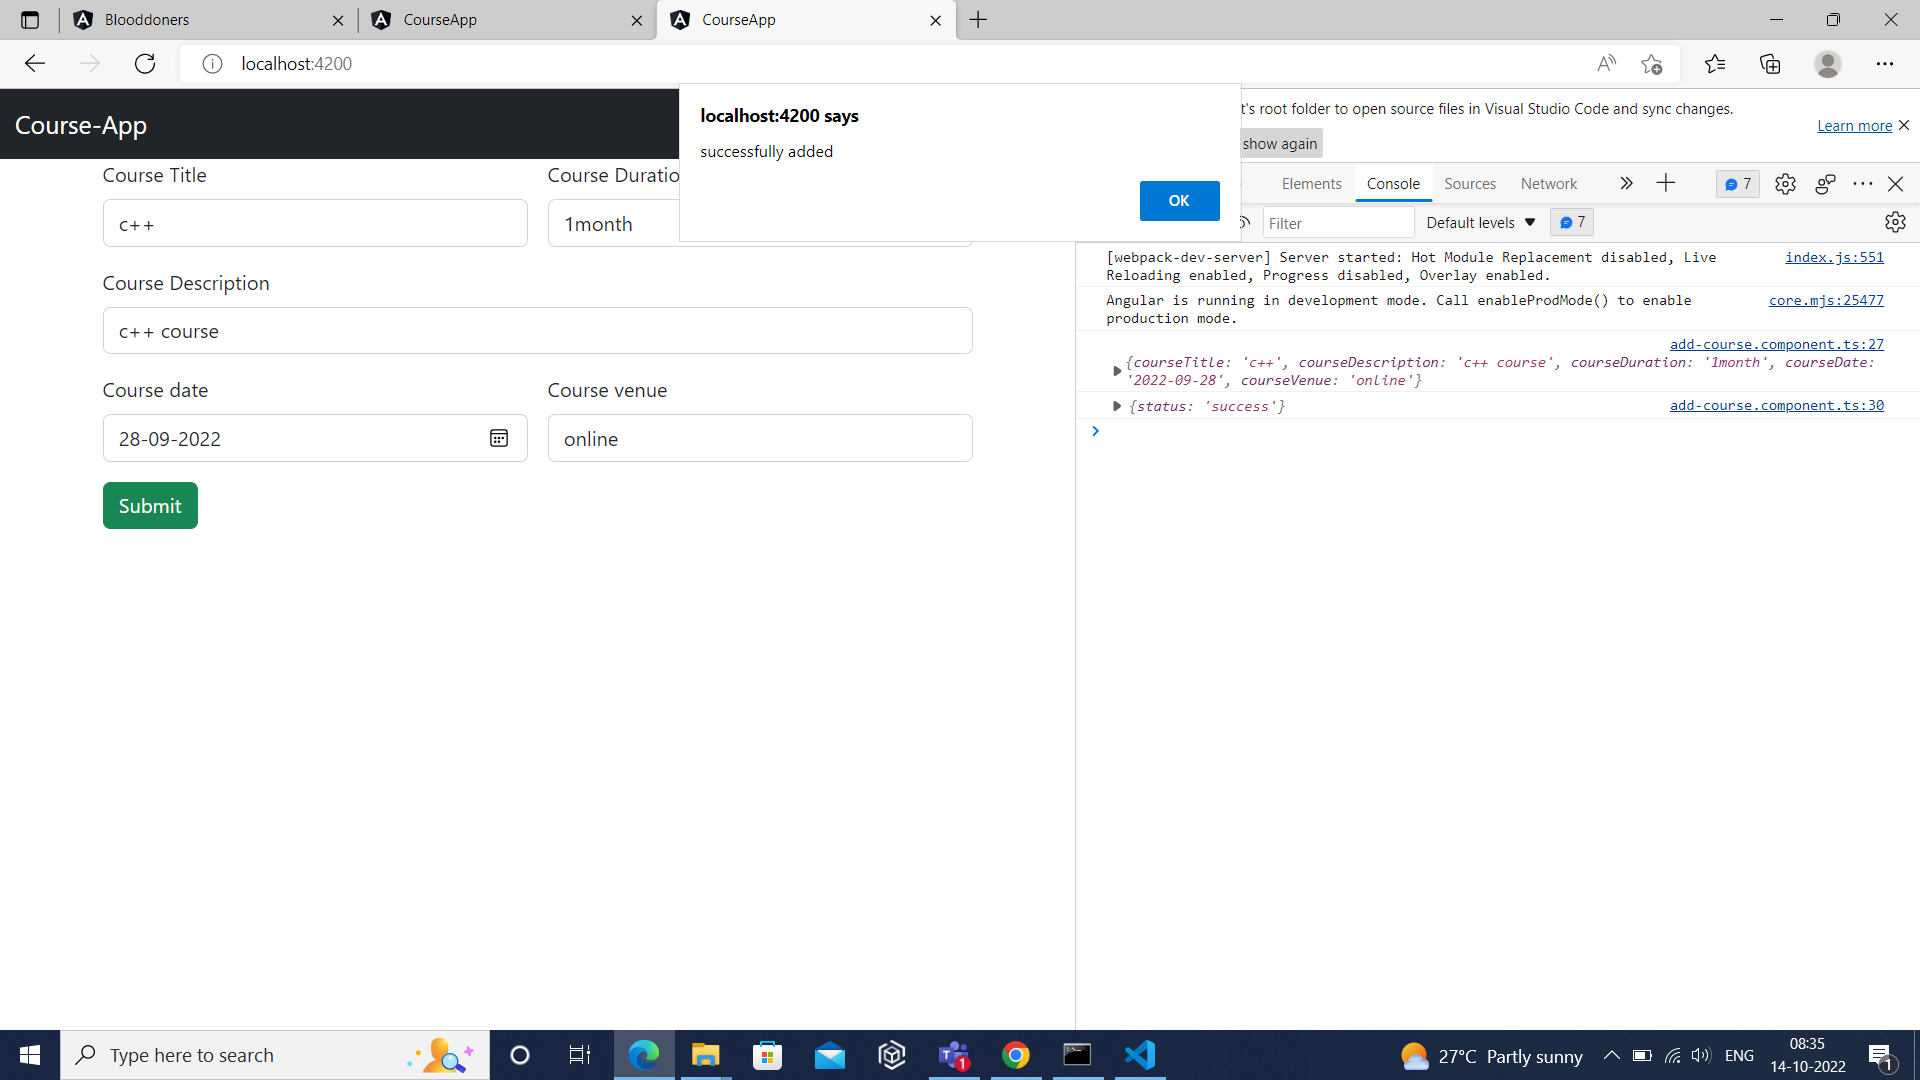 Blooddoners
CourseApp
CourseApp
localhost:4200
Course-App
localhost:4200 says
successfully added
OK
Course Title
Course Duratio
c++
1month
Course Description
c++ course
Course date
Course venue
28-09-2022
online
Submit
t's root folder to open source files in Visual Studio Code and sync changes.
Learn more
show again
Elements
Console
Sources
Network
7
Filter
Default levels
7
[webpack-dev-server] Server started: Hot Module Replacement disabled, Live
index.js:551
Reloading enabled, Progress disabled, Overlay enabled.
Angular is running in development mode. Call enableProdMode() to enable
core.mjs:25477
production mode.
add-course.component.ts:27
{courseTitle: 'c++', courseDescription: 'c++ course', courseDuration: '1month', courseDate:
'2022-09-28', courseVenue: 'online'}
{status: 'success'}
add-course.component.ts:30
Type here to search
1
27°C Partly sunny
ENG
08:35
14-10-2022
1